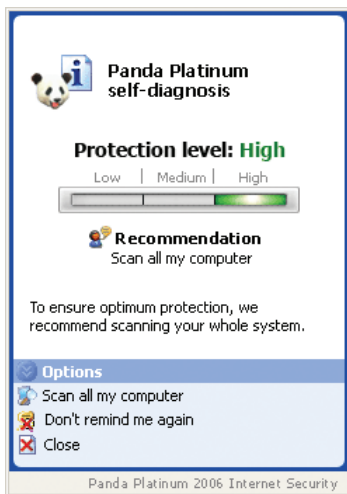 Panda Platinum
self-diagnosis
Protection level: High
Low | Medium | High
Recommendation
Scan all my computer
To ensure optimum protection, we
recommend scanning your whole system.
Options
Scan all my computer
Don't remind me again
Close
Panda Platinum 2006 Internet Security